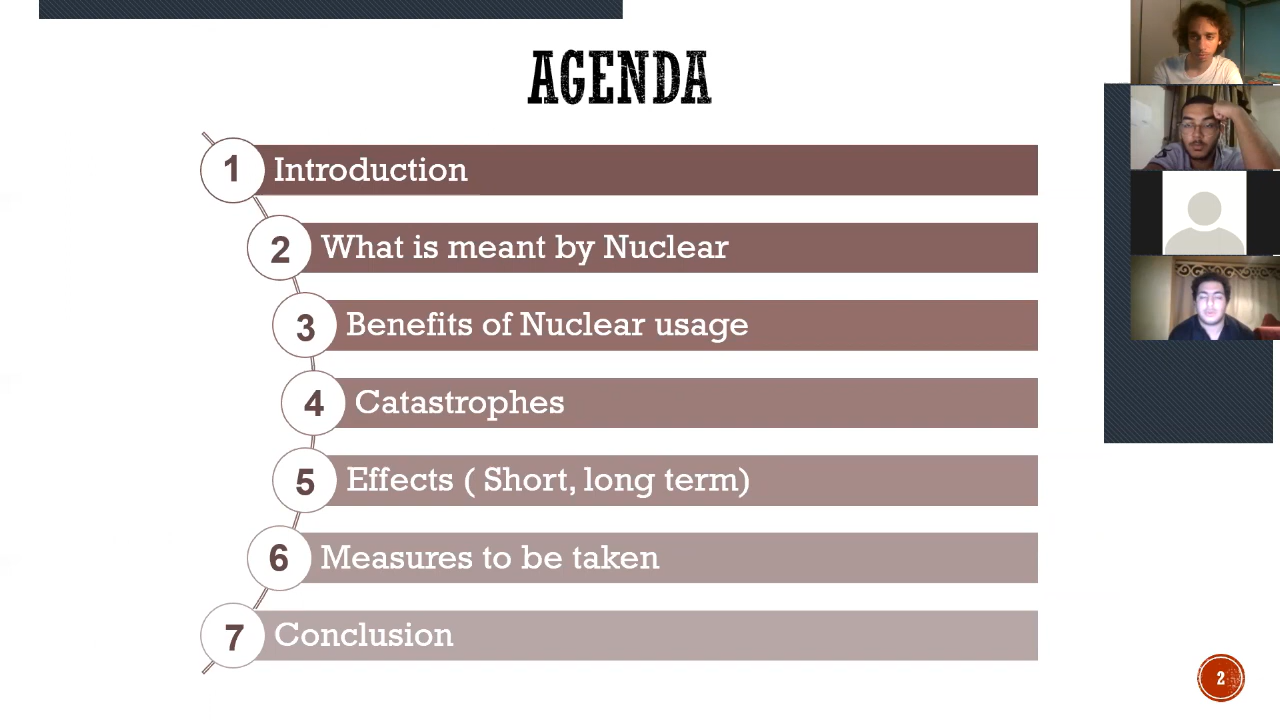 AGENDA
1 Introduction
2 What is meant by Nuclear
3 Benefits of Nuclear usage
4 Catastrophes
5 Effects ( Short, long term)
6 Measures to be taken
7 Conclusion
2